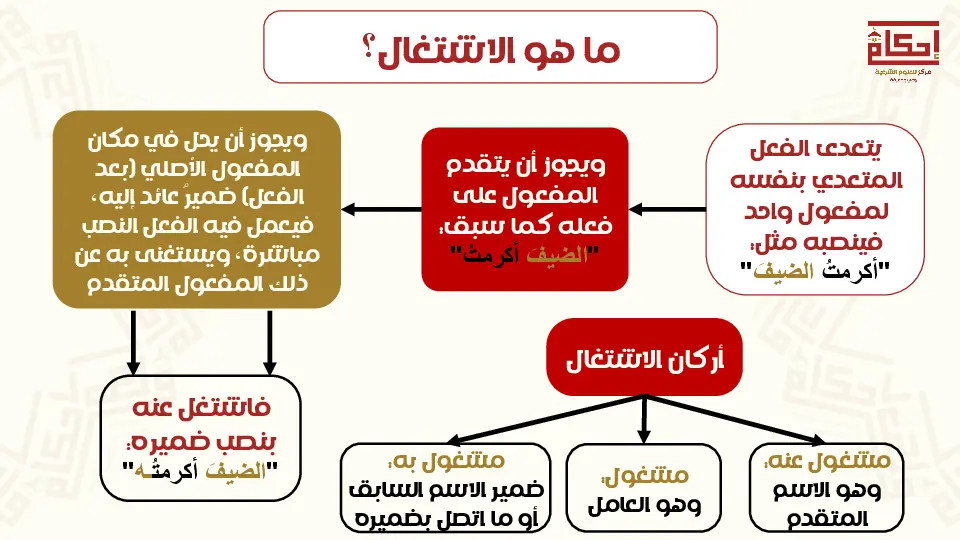 ما هو الاشتغال؟
إحكام
مركز للعلوم الشرعية
يتعدى الفعل
المتعدي بنفسه
لمفعول واحد
فينصبه مثل:
"أكرمتُ الضيفَ"
ويجوز أن يتقدم
المفعول على
فعله كما سبق:
"الضيفَ أكرمتُ"
ويجوز أن يحل في مكان
المفعول الأصلي (بعد
الفعل) ضميرٌ عائد إليه،
فيعمل فيه الفعل النصب
مباشرة، ويستغنى به عن
ذلك المفعول المتقدم
فاشتغل عنه
بنصب ضميره:
"الضيفَ أكرمتُـه"
أركان الاشتغال
مشغول عنه:
وهو الاسم
المتقدم
مشغول:
وهو العامل
مشغول به:
ضمير الاسم السابق
أو ما اتصل بضميره